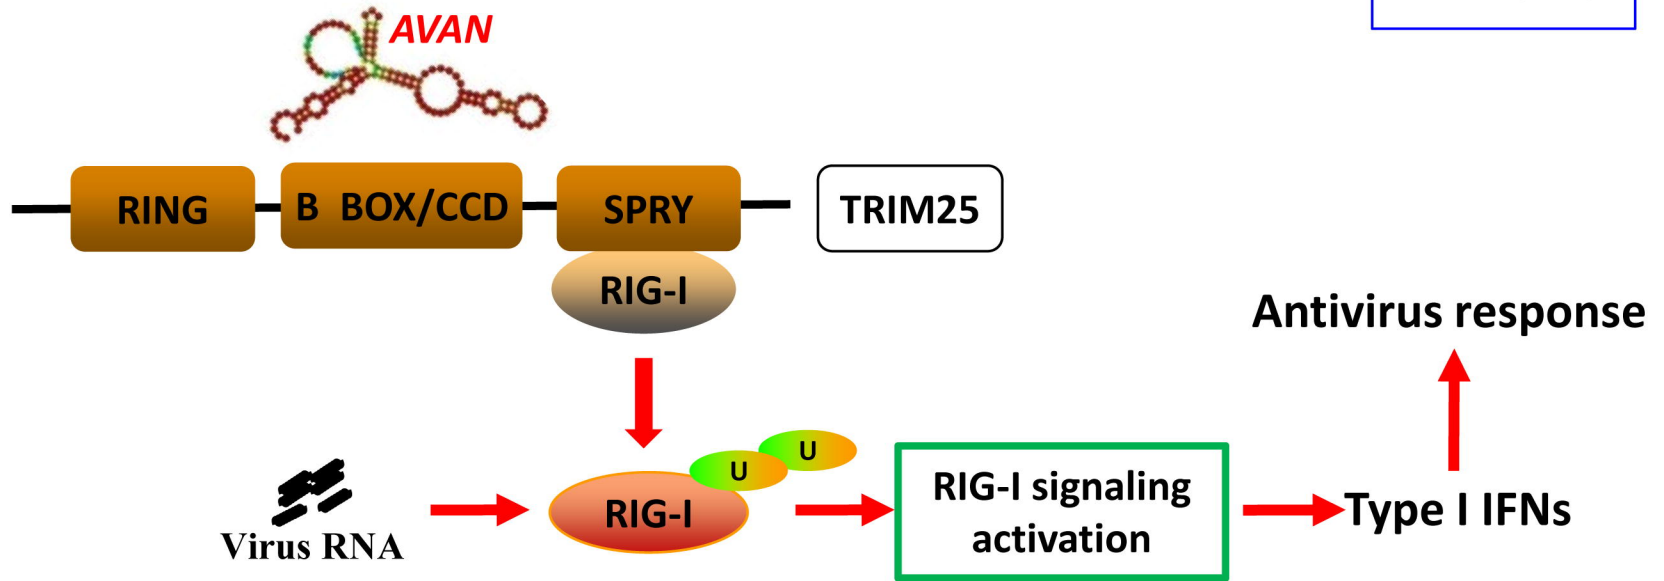 AVAN
RING
B BOX/CCD
SPRY
TRIM25
RIG-I
Antivirus response
U
U
RIG-I
RIG-I signaling
activation
Type I IFNs
Virus RNA